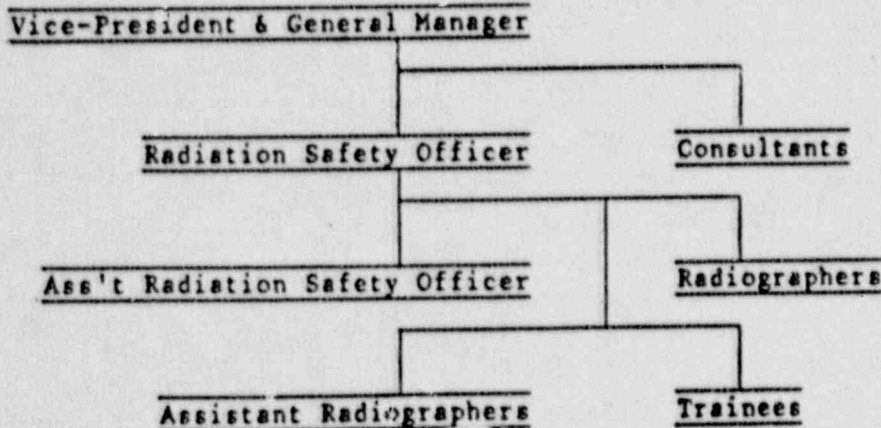 Vice-President & General Manager
Radiation Safety Officer
Consultants
Ass't Radiation Safety Officer
Radiographers
Assistant Radiographers
Trainees